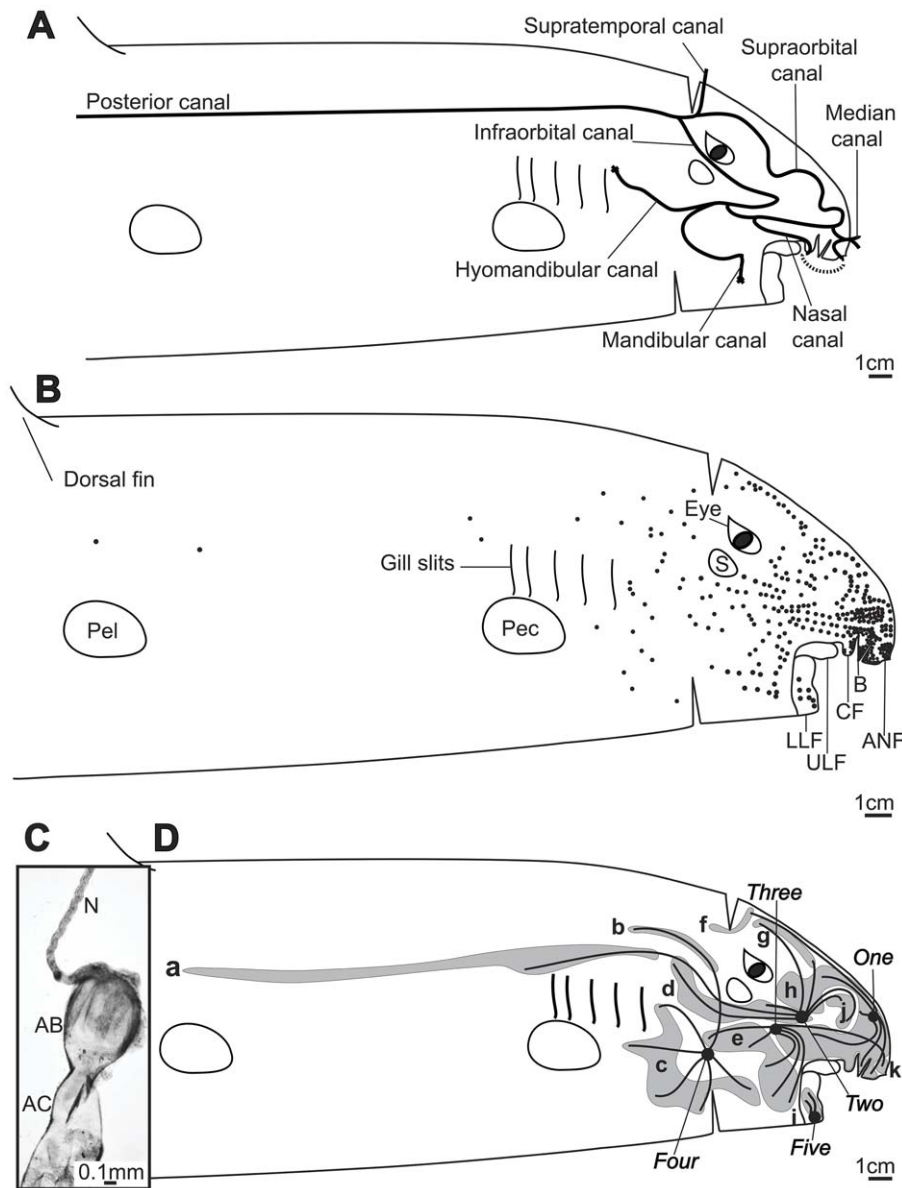 A
Supratemporal canal
Supraorbital
canal
Posterior canal
Median
canal
Infraorbital canal
Hyomandibular canal
Nasal
canal
Mandibular canal
1cm
B
Dorsal fin
Eye
Gill slits
S
Pel
Pec
B
CF
LLF
ANF
ULF
1cm
C
D
N
AB
AC
0.1mm
Three
b
f
g
One
a
d
h
j
e
k
c
i
Two
Four
Five
1cm